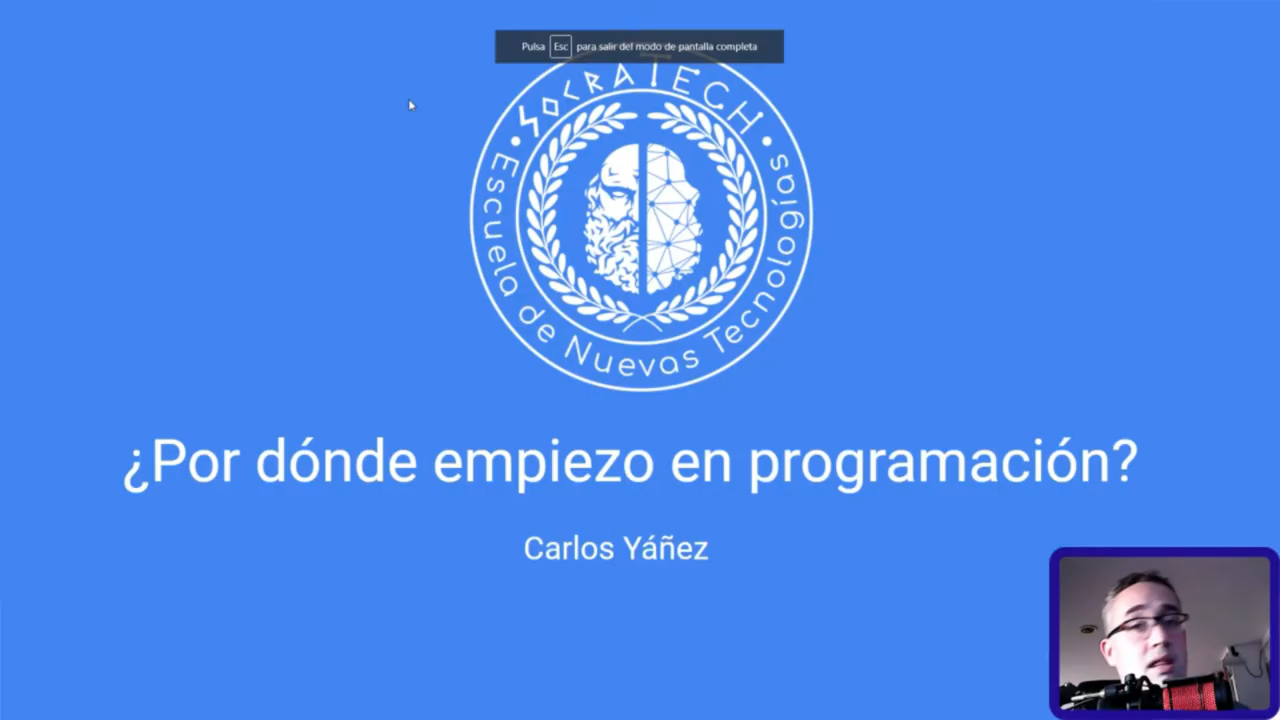 Pulsa Esc para salir del modo de pantalla completa
SOCRATECH
Escuela de Nuevas Tecnologías
¿Por dónde empiezo en programación?
Carlos Yáñez